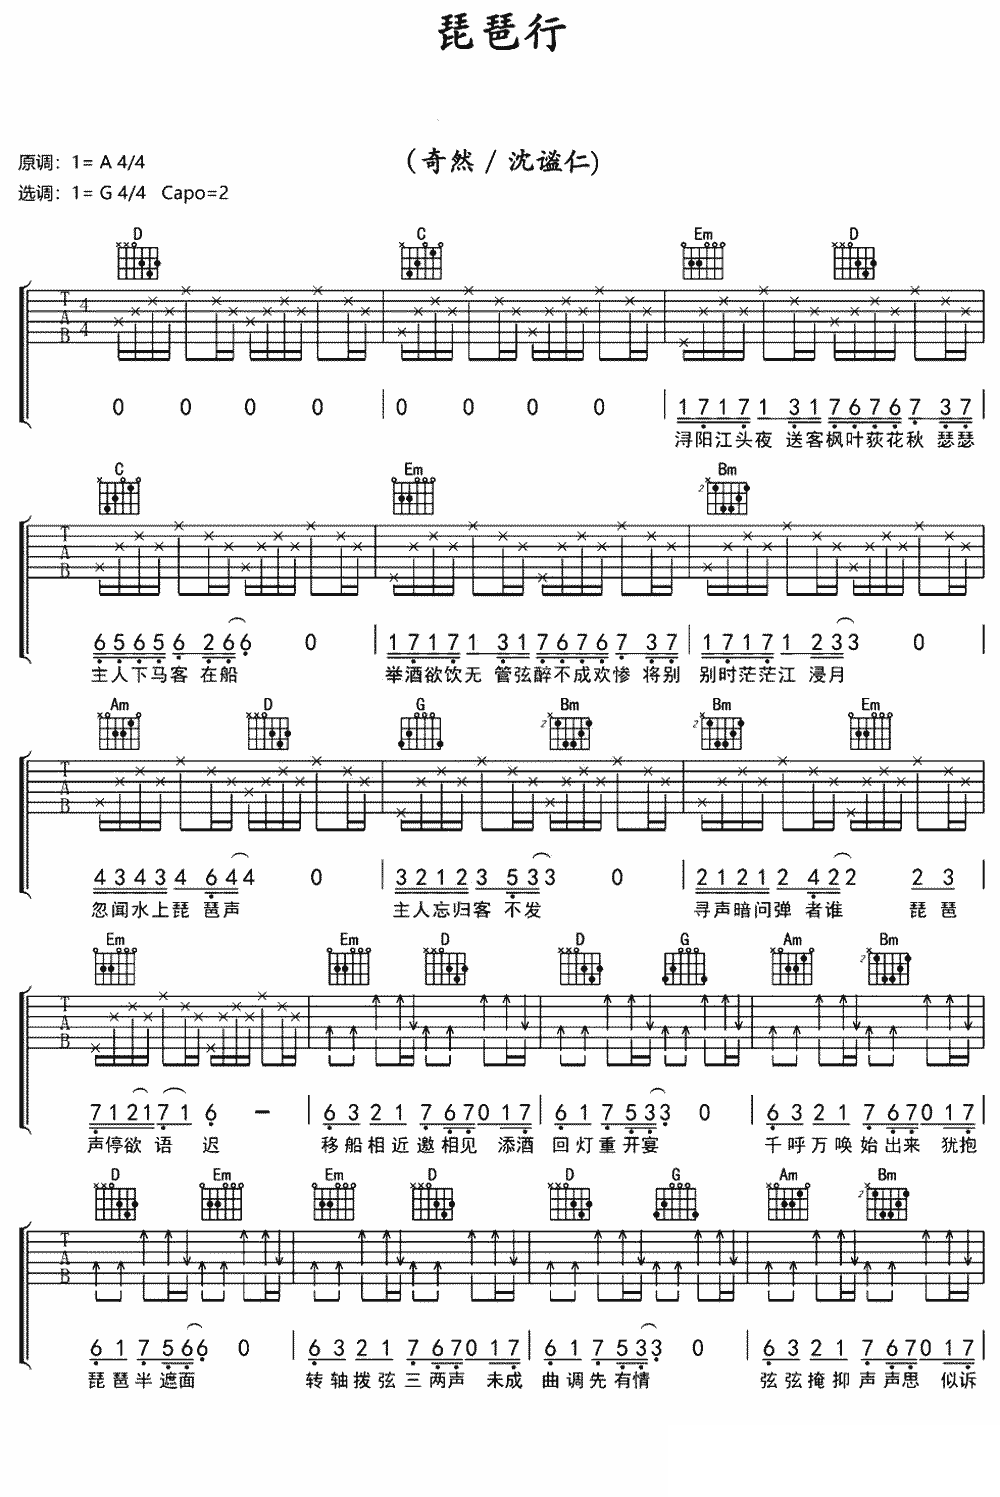 琵琶行
原调: 1= A 4/4
(奇然 / 沈谧仁)
选调: 1= G 4/4 Capo=2
D C Em D
T A B 4 4
0 0 0 0 0 0 0 0 1 7 1 7 1 3 1 7 6 7 6 7 3 7
浔阳江头夜 送客枫叶荻花秋 瑟瑟
C Em Bm
2
T A B
6 5 6 5 6 2 6 6 0 1 7 1 7 1 3 1 7 6 7 6 7 3 7 1 7 1 7 1 2 3 3 0
主人下马客 在船 举酒欲饮无 管弦醉不成欢惨 将别 别时茫茫江 浸月
Am D G Bm Bm Em
2 2
T A B
4 3 4 3 4 6 4 4 0 3 2 1 2 3 5 3 3 0 2 1 2 1 2 4 2 2 2 3
忽闻水上琵 琶声 主人忘归客 不发 寻声暗问弹 者谁 琵 琶
Em Em D D G Am Bm
2
T A B
7 1 2 1 7 1 6 – 6 3 2 1 7 6 7 0 1 7 6 1 7 5 3 3 0 6 3 2 1 7 6 7 0 1 7
声停欲 语 迟 移船相近邀相见 添酒 回灯重开宴 千呼万唤始出来 犹抱
D Em Em D D G Am Bm
2
T A B
6 1 7 5 6 6 0 6 3 2 1 7 6 7 0 1 7 6 1 7 5 3 3 0 6 3 2 1 7 6 7 0 1 7
琵琶半遮面 转轴拨弦三两声 未成 曲调先有情 弦弦掩抑声声思 似诉